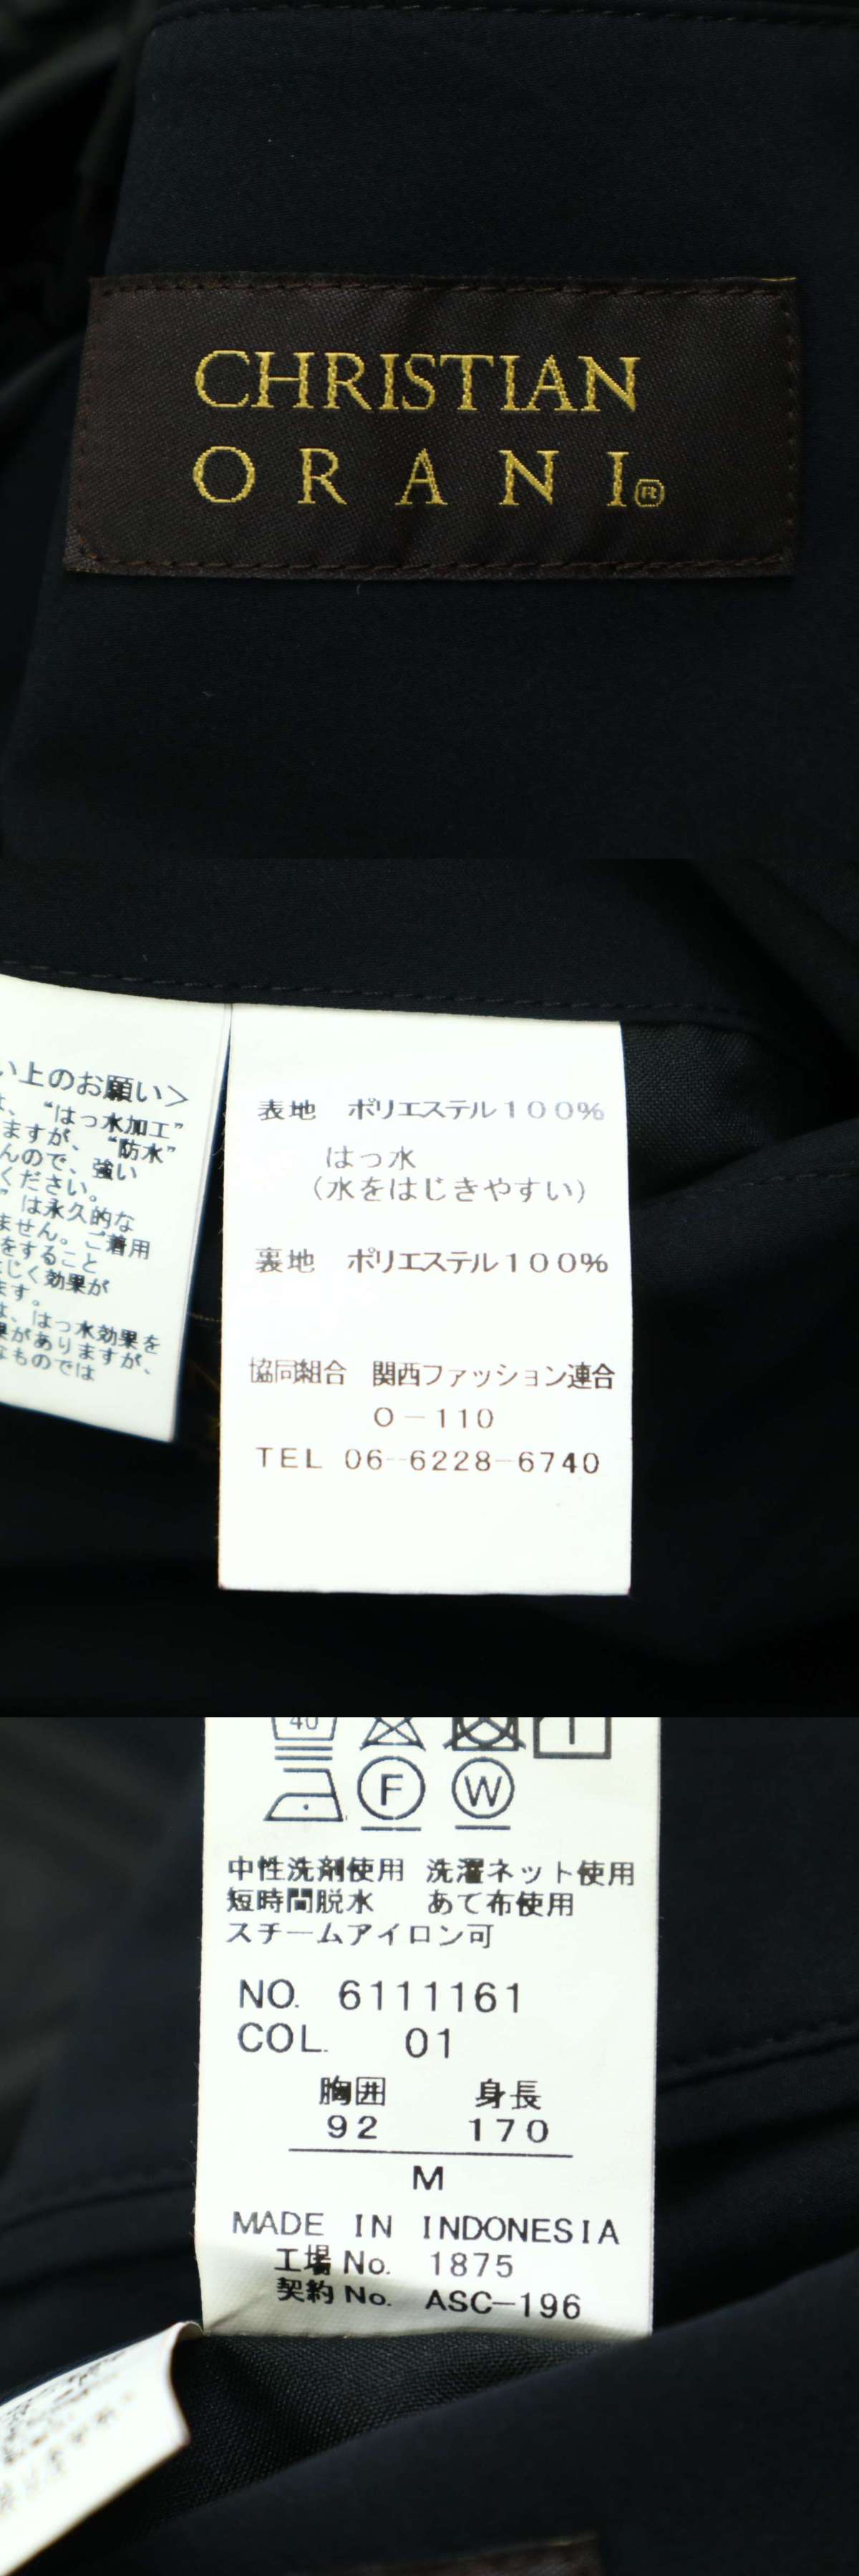 CHRISTIAN
ORANI®
い上のお願い＞
、“はっ水加工”
ますが、“防水”
んので、強い
ください。
”は永久的な
ません。ご着用
をすること
じく効果が
ます。
、はっ水効果を
果がありますが、
なものでは
表地 ポリエステル100%
はっ水
(水をはじきやすい)
裏地 ポリエステル100%
協同組合 関西ファッション連合
O-110
TEL 06-6228-6740
40
F W
中性洗剤使用 洗濯ネット使用
短時間脱水 あて布使用
スチームアイロン可
NO. 6111161
COL. 01
胸囲 身長
92 170
M
MADE IN INDONESIA
工場 No. 1875
契約 No. ASC-196